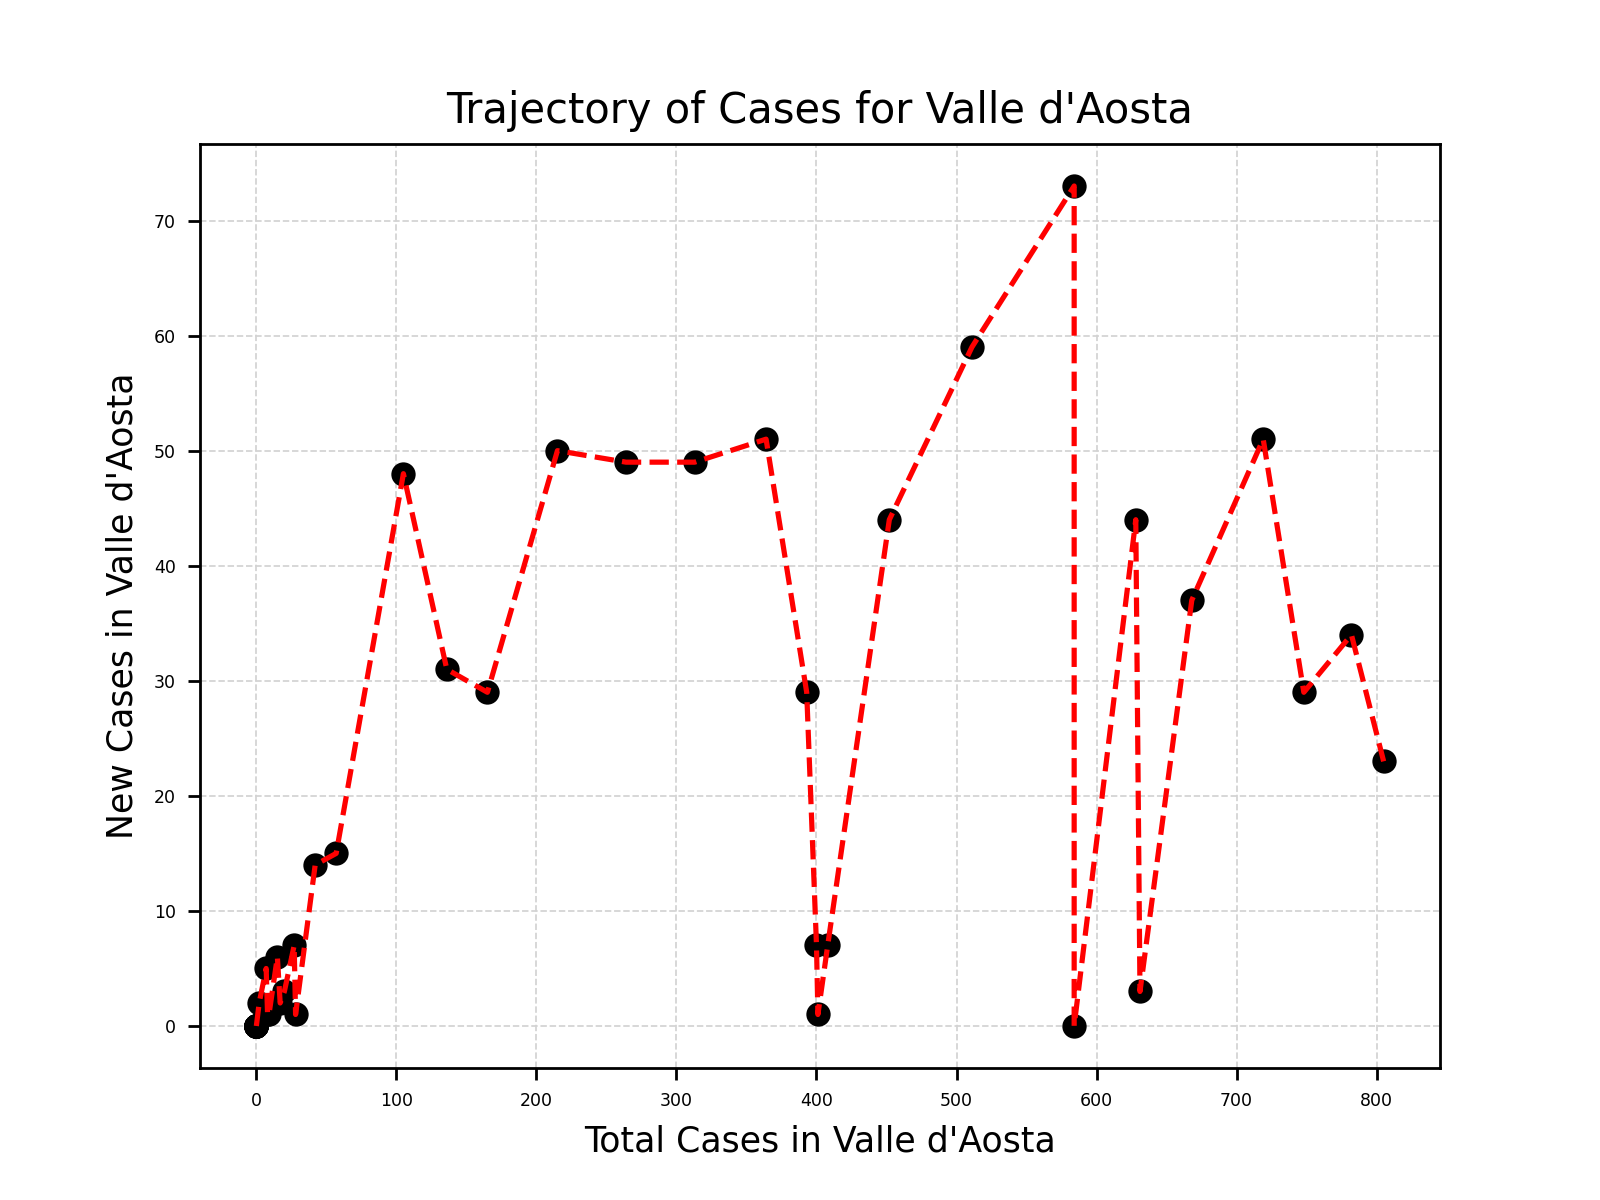 Trajectory of Cases for Valle d'Aosta
New Cases in Valle d'Aosta
70
60
50
40
30
20
10
0
0 100 200 300 400 500 600 700 800
Total Cases in Valle d'Aosta